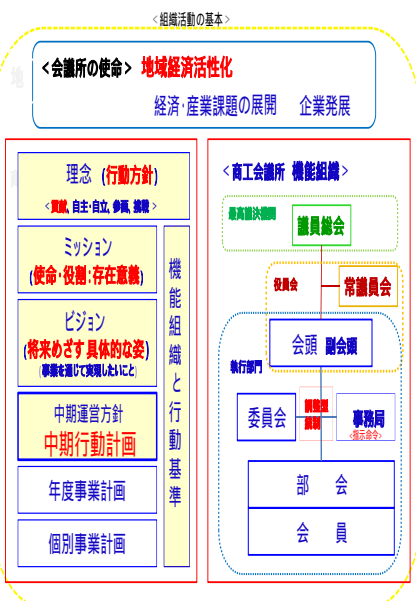 <組織活動の基本>
<会議所の使命> 地域経済活性化
経済・産業課題の展開 企業発展
理念 (行動方針)
<貢献, 自主・自立, 参画, 挑戦>
ミッション
(使命・役割:存在意義)
ビジョン
(将来めざす 具体的な姿)
(事業を通じて実現したいこと)
中期運営方針
中期行動計画
年度事業計画
個別事業計画
機能組織と行動基準
<商工会議所 機能組織>
最高議決機関
議員総会
役員会
常議員会
会頭 副会頭
執行部門
委員会
事務局
<指示命令>
部 会
会 員